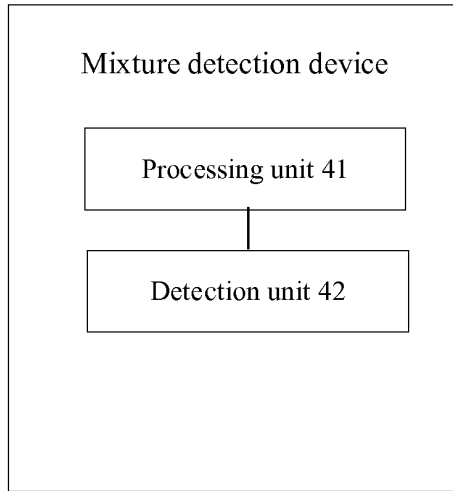 Mixture detection device
Processing unit 41
Detection unit 42